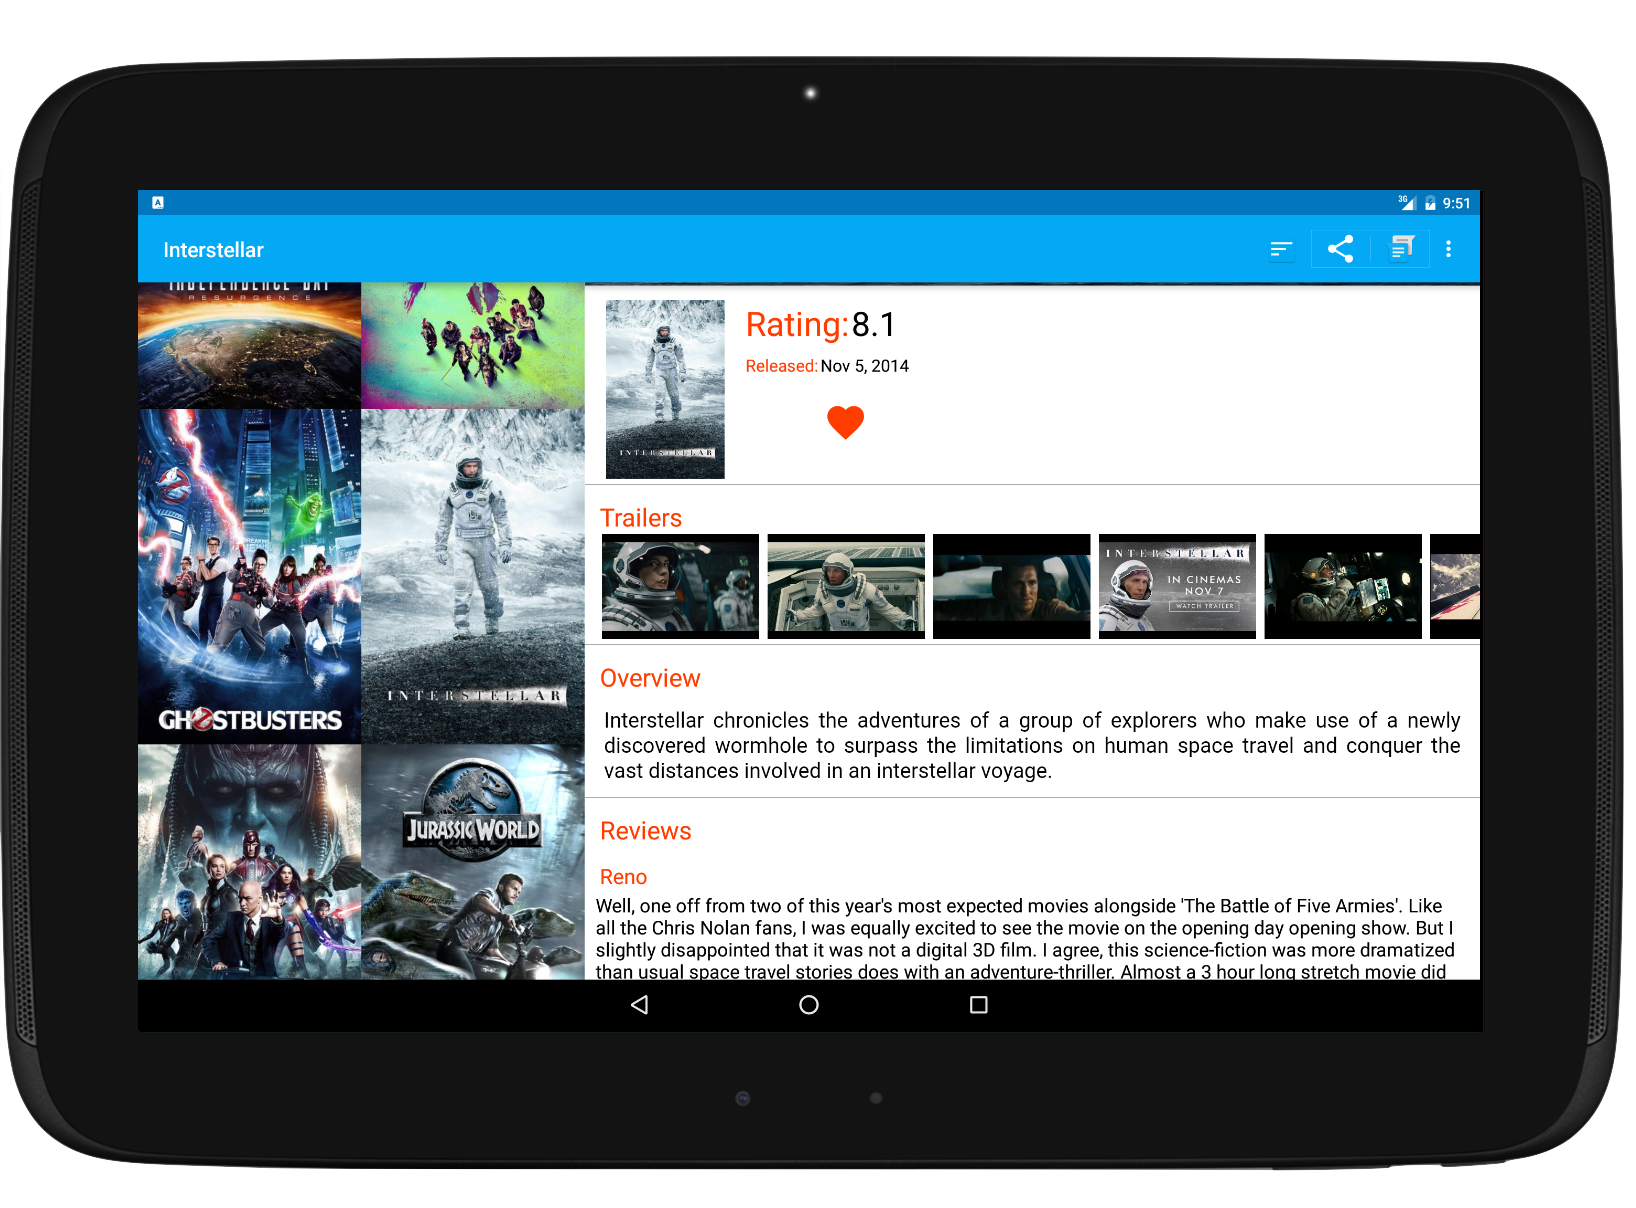 A
3G
9:51
Interstellar
INDEPENDENCE DAY
RESURGENCE
GHOSTBUSTERS
INTERSTELLAR
JURASSIC WORLD
INTERSTELLAR
Rating: 8.1
Released: Nov 5, 2014
Trailers
INTERSTELLAR
IN CINEMAS
NOV 7
WATCH TRAILER
Overview
Interstellar chronicles the adventures of a group of explorers who make use of a newly
discovered wormhole to surpass the limitations on human space travel and conquer the
vast distances involved in an interstellar voyage.
Reviews
Reno
Well, one off from two of this year's most expected movies alongside 'The Battle of Five Armies'. Like
all the Chris Nolan fans, I was equally excited to see the movie on the opening day opening show. But I
slightly disappointed that it was not a digital 3D film. I agree, this science-fiction was more dramatized
than usual space travel stories does with an adventure-thriller. Almost a 3 hour long stretch movie did